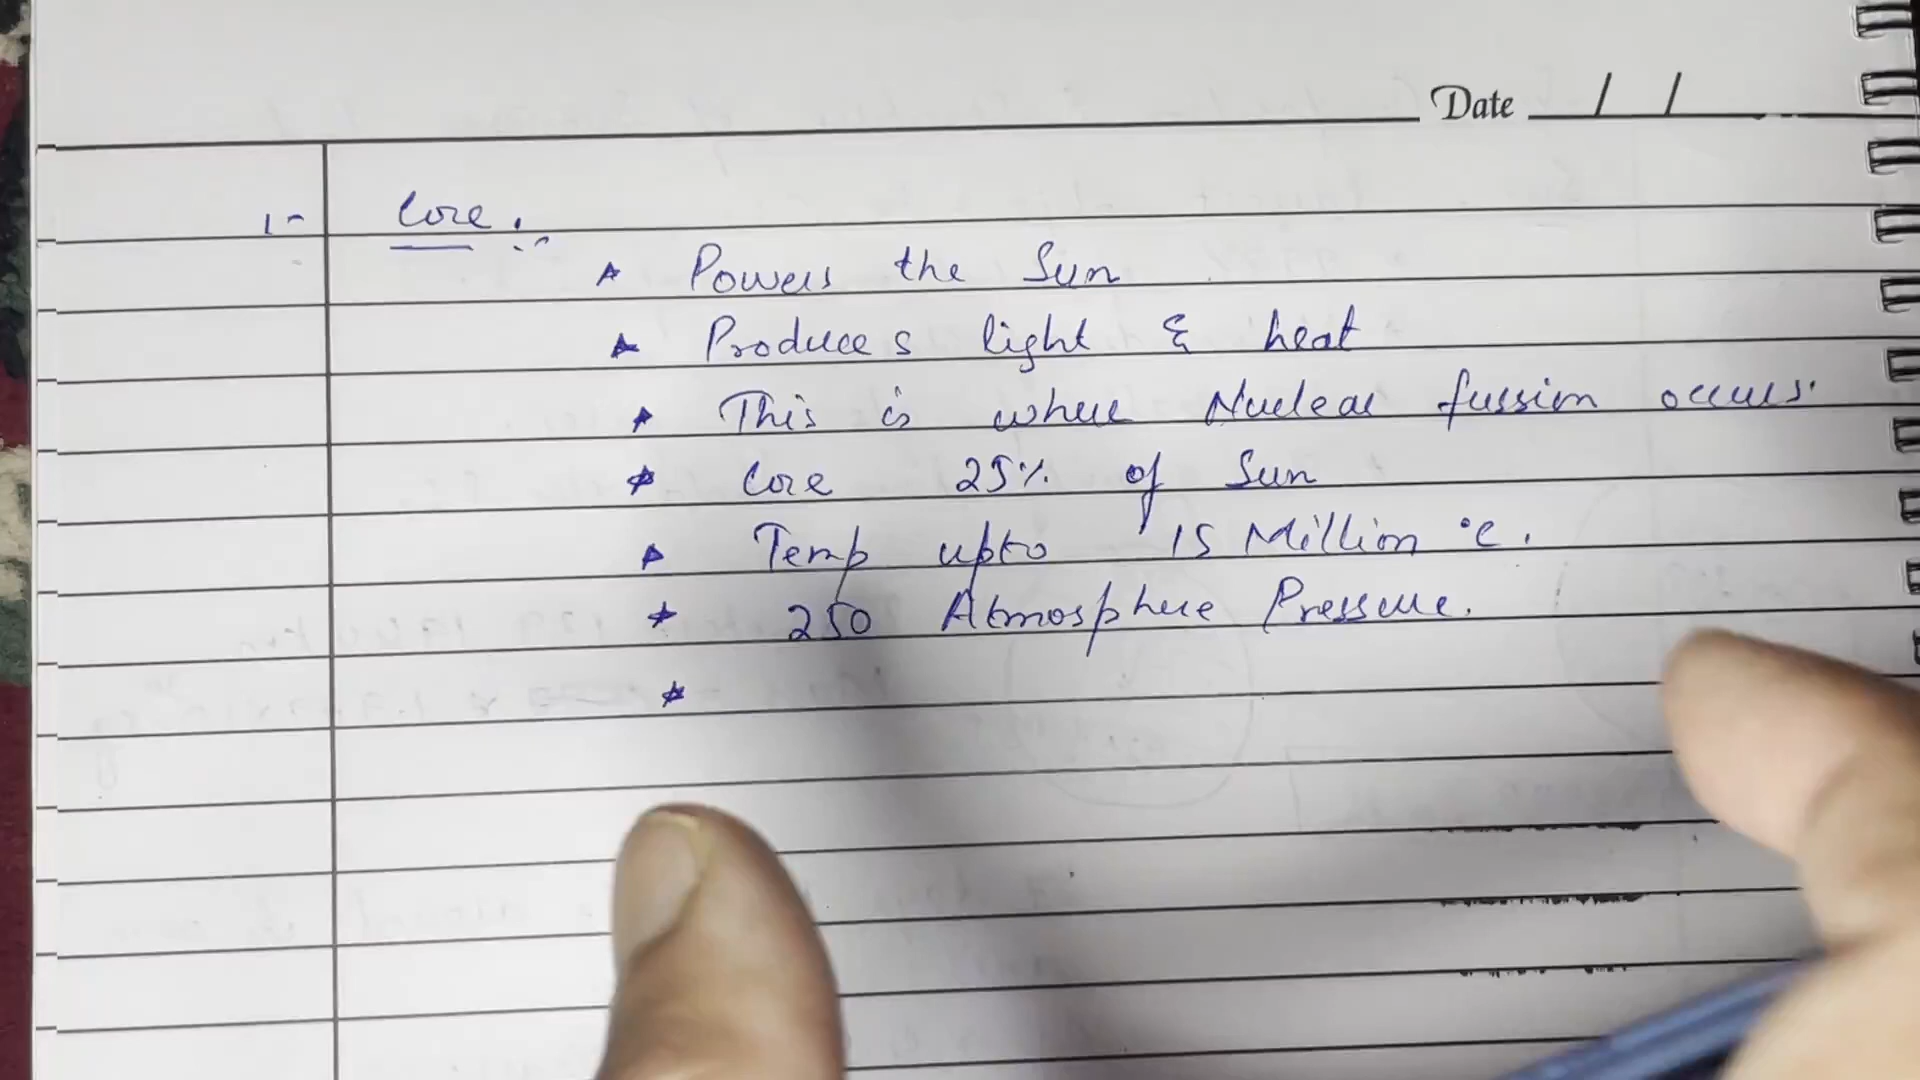 Date / /
1- Core :-
Powers the Sun
Produces light & heat
This is where Nuclear fussion occurs.
Core 25% of Sun
Temp upto 15 Million °C.
250 Atmosphere Pressure.